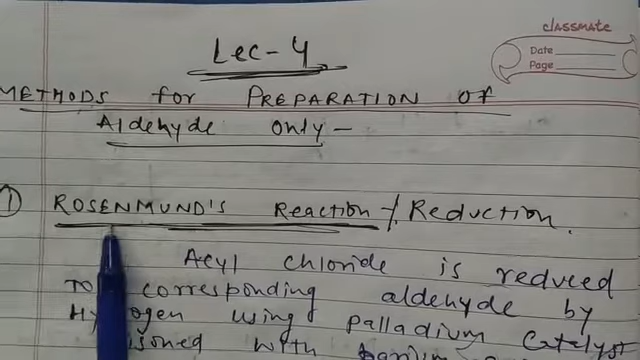 classmate
Date
Page
Lec-4
METHODS for PREPARATION OF
Aldehyde only -
① ROSENMUND'S Reaction / Reduction.
Acyl chloride is reduced
to corresponding aldehyde by
Hydrogen using palladium catalyst
with barium